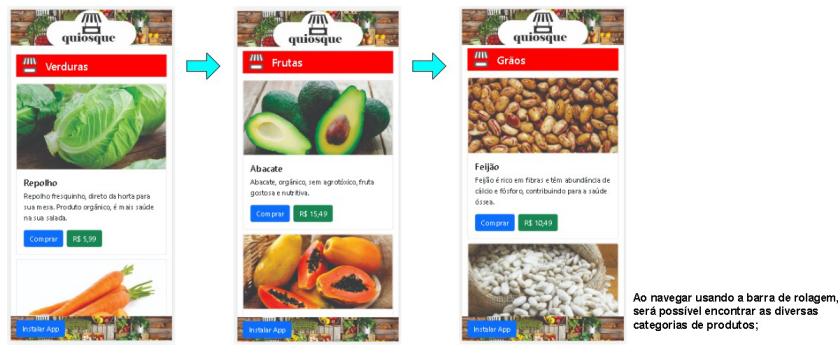 quiosque
Verduras
Repolho
Repolho fresquinho, direto da horta para
sua mesa. Produto orgânico, é mais saúde
na sua salada.
Comprar
R$ 5,99
Instalar App
quiosque
Frutas
Abacate
Abacate, orgânico, sem agrotóxico, fruta
gostosa e nutritiva.
Comprar
R$ 15,49
Instalar App
quiosque
Grãos
Feijão
Feijão é rico em fibras e têm abundância de
cálcio e fósforo, contribuindo para a saúde
óssea.
Comprar
R$ 10,49
Instalar App
Ao navegar usando a barra de rolagem,
será possível encontrar as diversas
categorias de produtos;